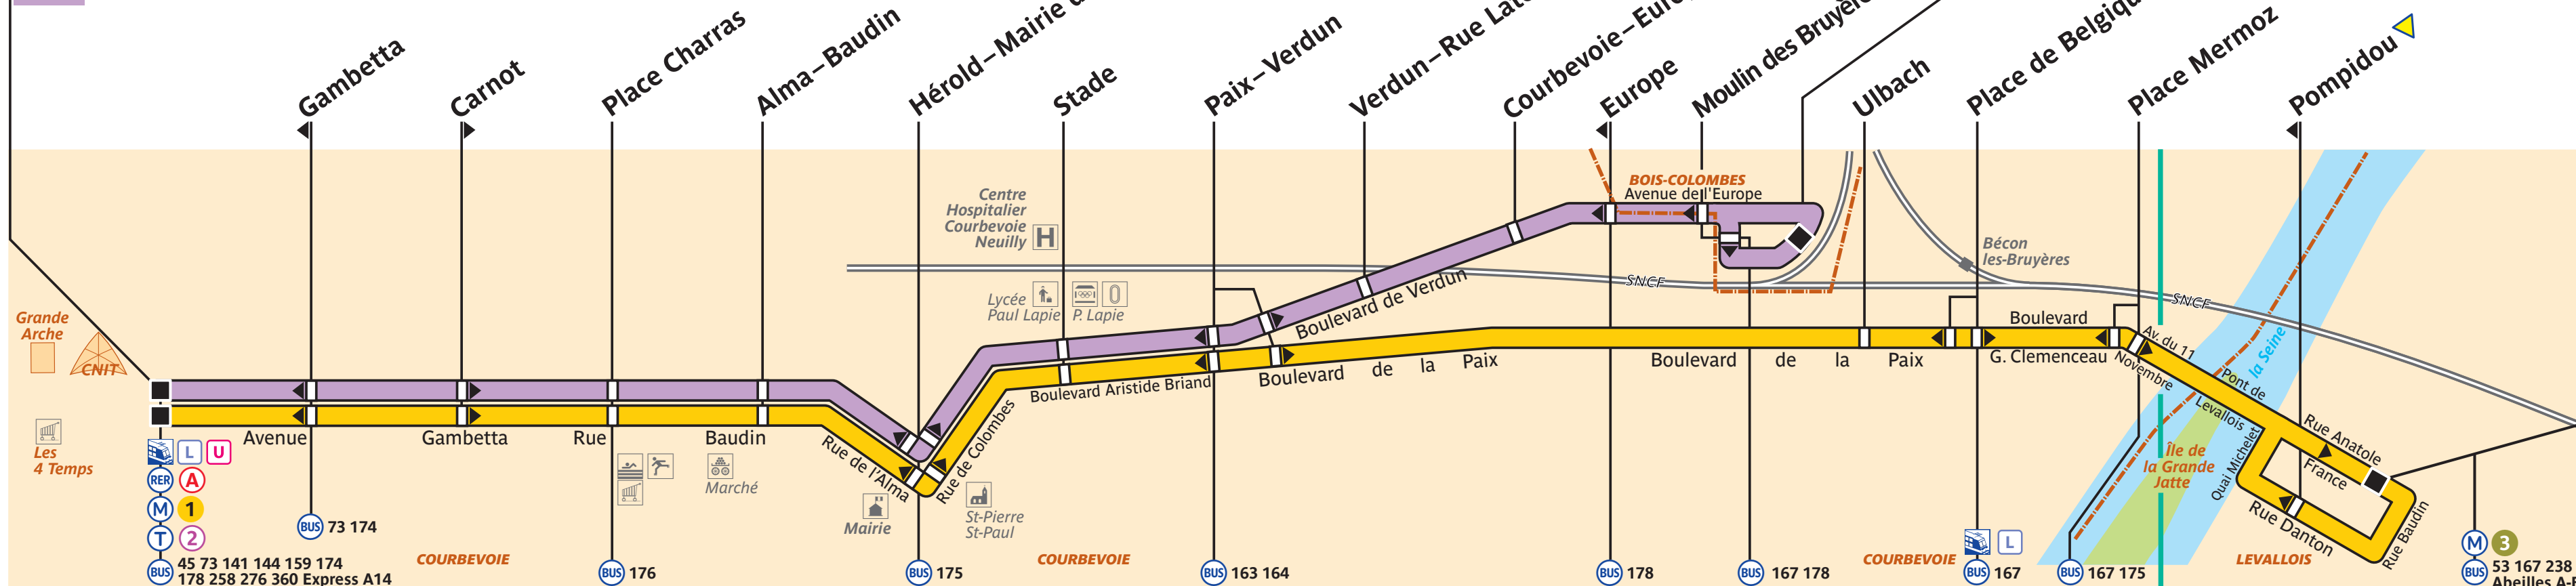 Gambetta
Carnot
Place Charras
Alma–Baudin
Hérold–Mairie
Stade
Paix–Verdun
Verdun–Rue
Courbevoie–
Europe
Moulin des
Ulbach
Place de
Place Mermoz
Pompidou
BOIS-COLOMBES
Avenue de l'Europe
Centre
Hospitalier
Courbevoie
Neuilly
H
Bécon
les-Bruyères
SNCF
SNCF
Lycée
Paul Lapie
P. Lapie
Boulevard de Verdun
Grande
Arche
CNIT
Les
4 Temps
Boulevard
G. Clemenceau
Boulevard de la Paix
Boulevard de la Paix
Boulevard Aristide Briand
Av. du 11
Novembre
Pont de
Levallois
la Seine
Île de
la Grande
Jatte
Quai Michelet
Rue Anatole
France
Rue Danton
Rue Baudin
Avenue Gambetta
Rue Baudin
Rue de l'Alma
Rue de Colombes
Marché
Mairie
St-Pierre
St-Paul
L U
RER A
M 1
T 2
BUS 45 73 141 144 159 174
178 258 276 360 Express A14
BUS 73 174
COURBEVOIE
BUS 176
BUS 175
COURBEVOIE
BUS 163 164
BUS 178
BUS 167 178
COURBEVOIE
L
BUS 167
BUS 167 175
LEVALLOIS
M 3
BUS 53 167 238
Abeilles